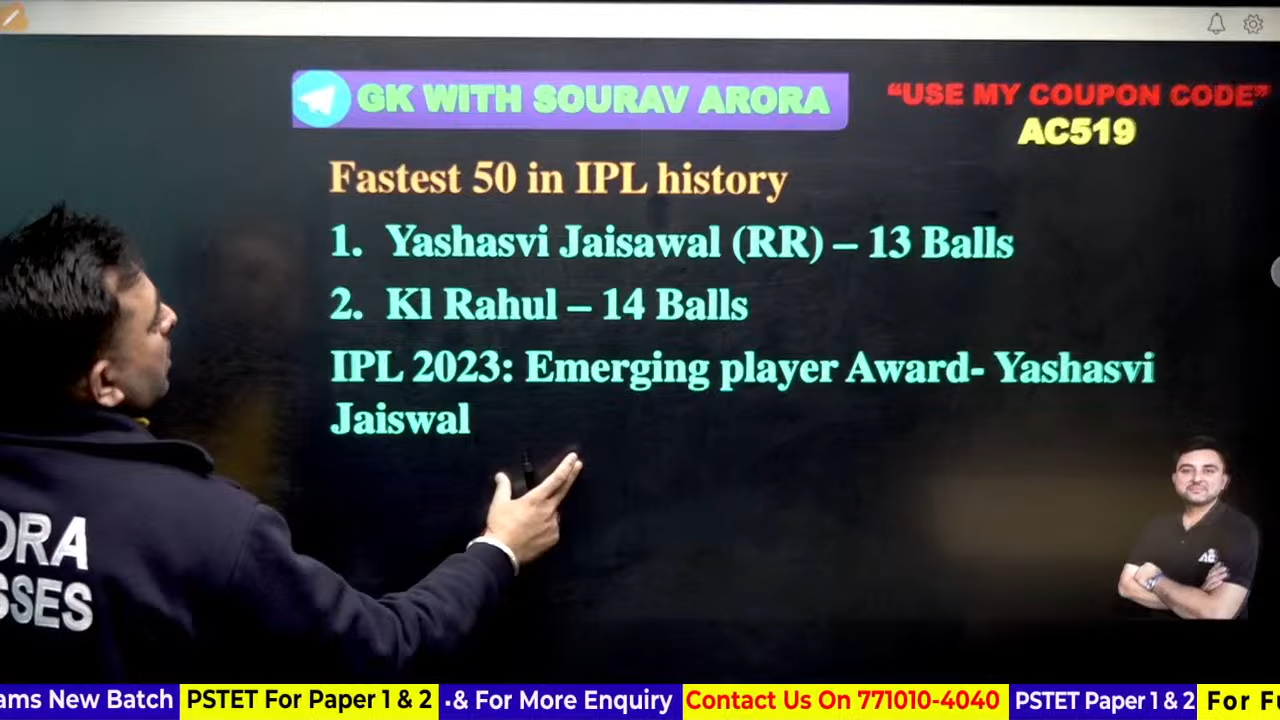 GK WITH SOURAV ARORA
“USE MY COUPON CODE”
AC519
Fastest 50 in IPL history
1. Yashasvi Jaisawal (RR) – 13 Balls
2. Kl Rahul – 14 Balls
IPL 2023: Emerging player Award- Yashasvi
Jaiswal
ORA
SSES
AC
ams New Batch PSTET For Paper 1 & 2 .& For More Enquiry Contact Us On 771010-4040 PSTET Paper 1 & 2 For Fu